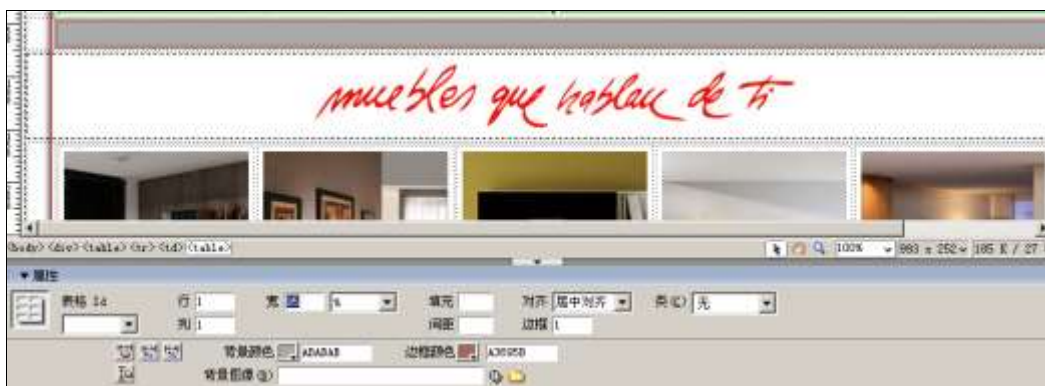 muebles que hablan de ti
<body> <div> <table> <tr> <td> <table>
100% 983 x 252 185 K / 27
属性
表格 Id 行 1 宽 % 填充 对齐 居中对齐 类(C) 无
列 1 间距 边框 1
背景颜色 边框颜色
背景图像(G)